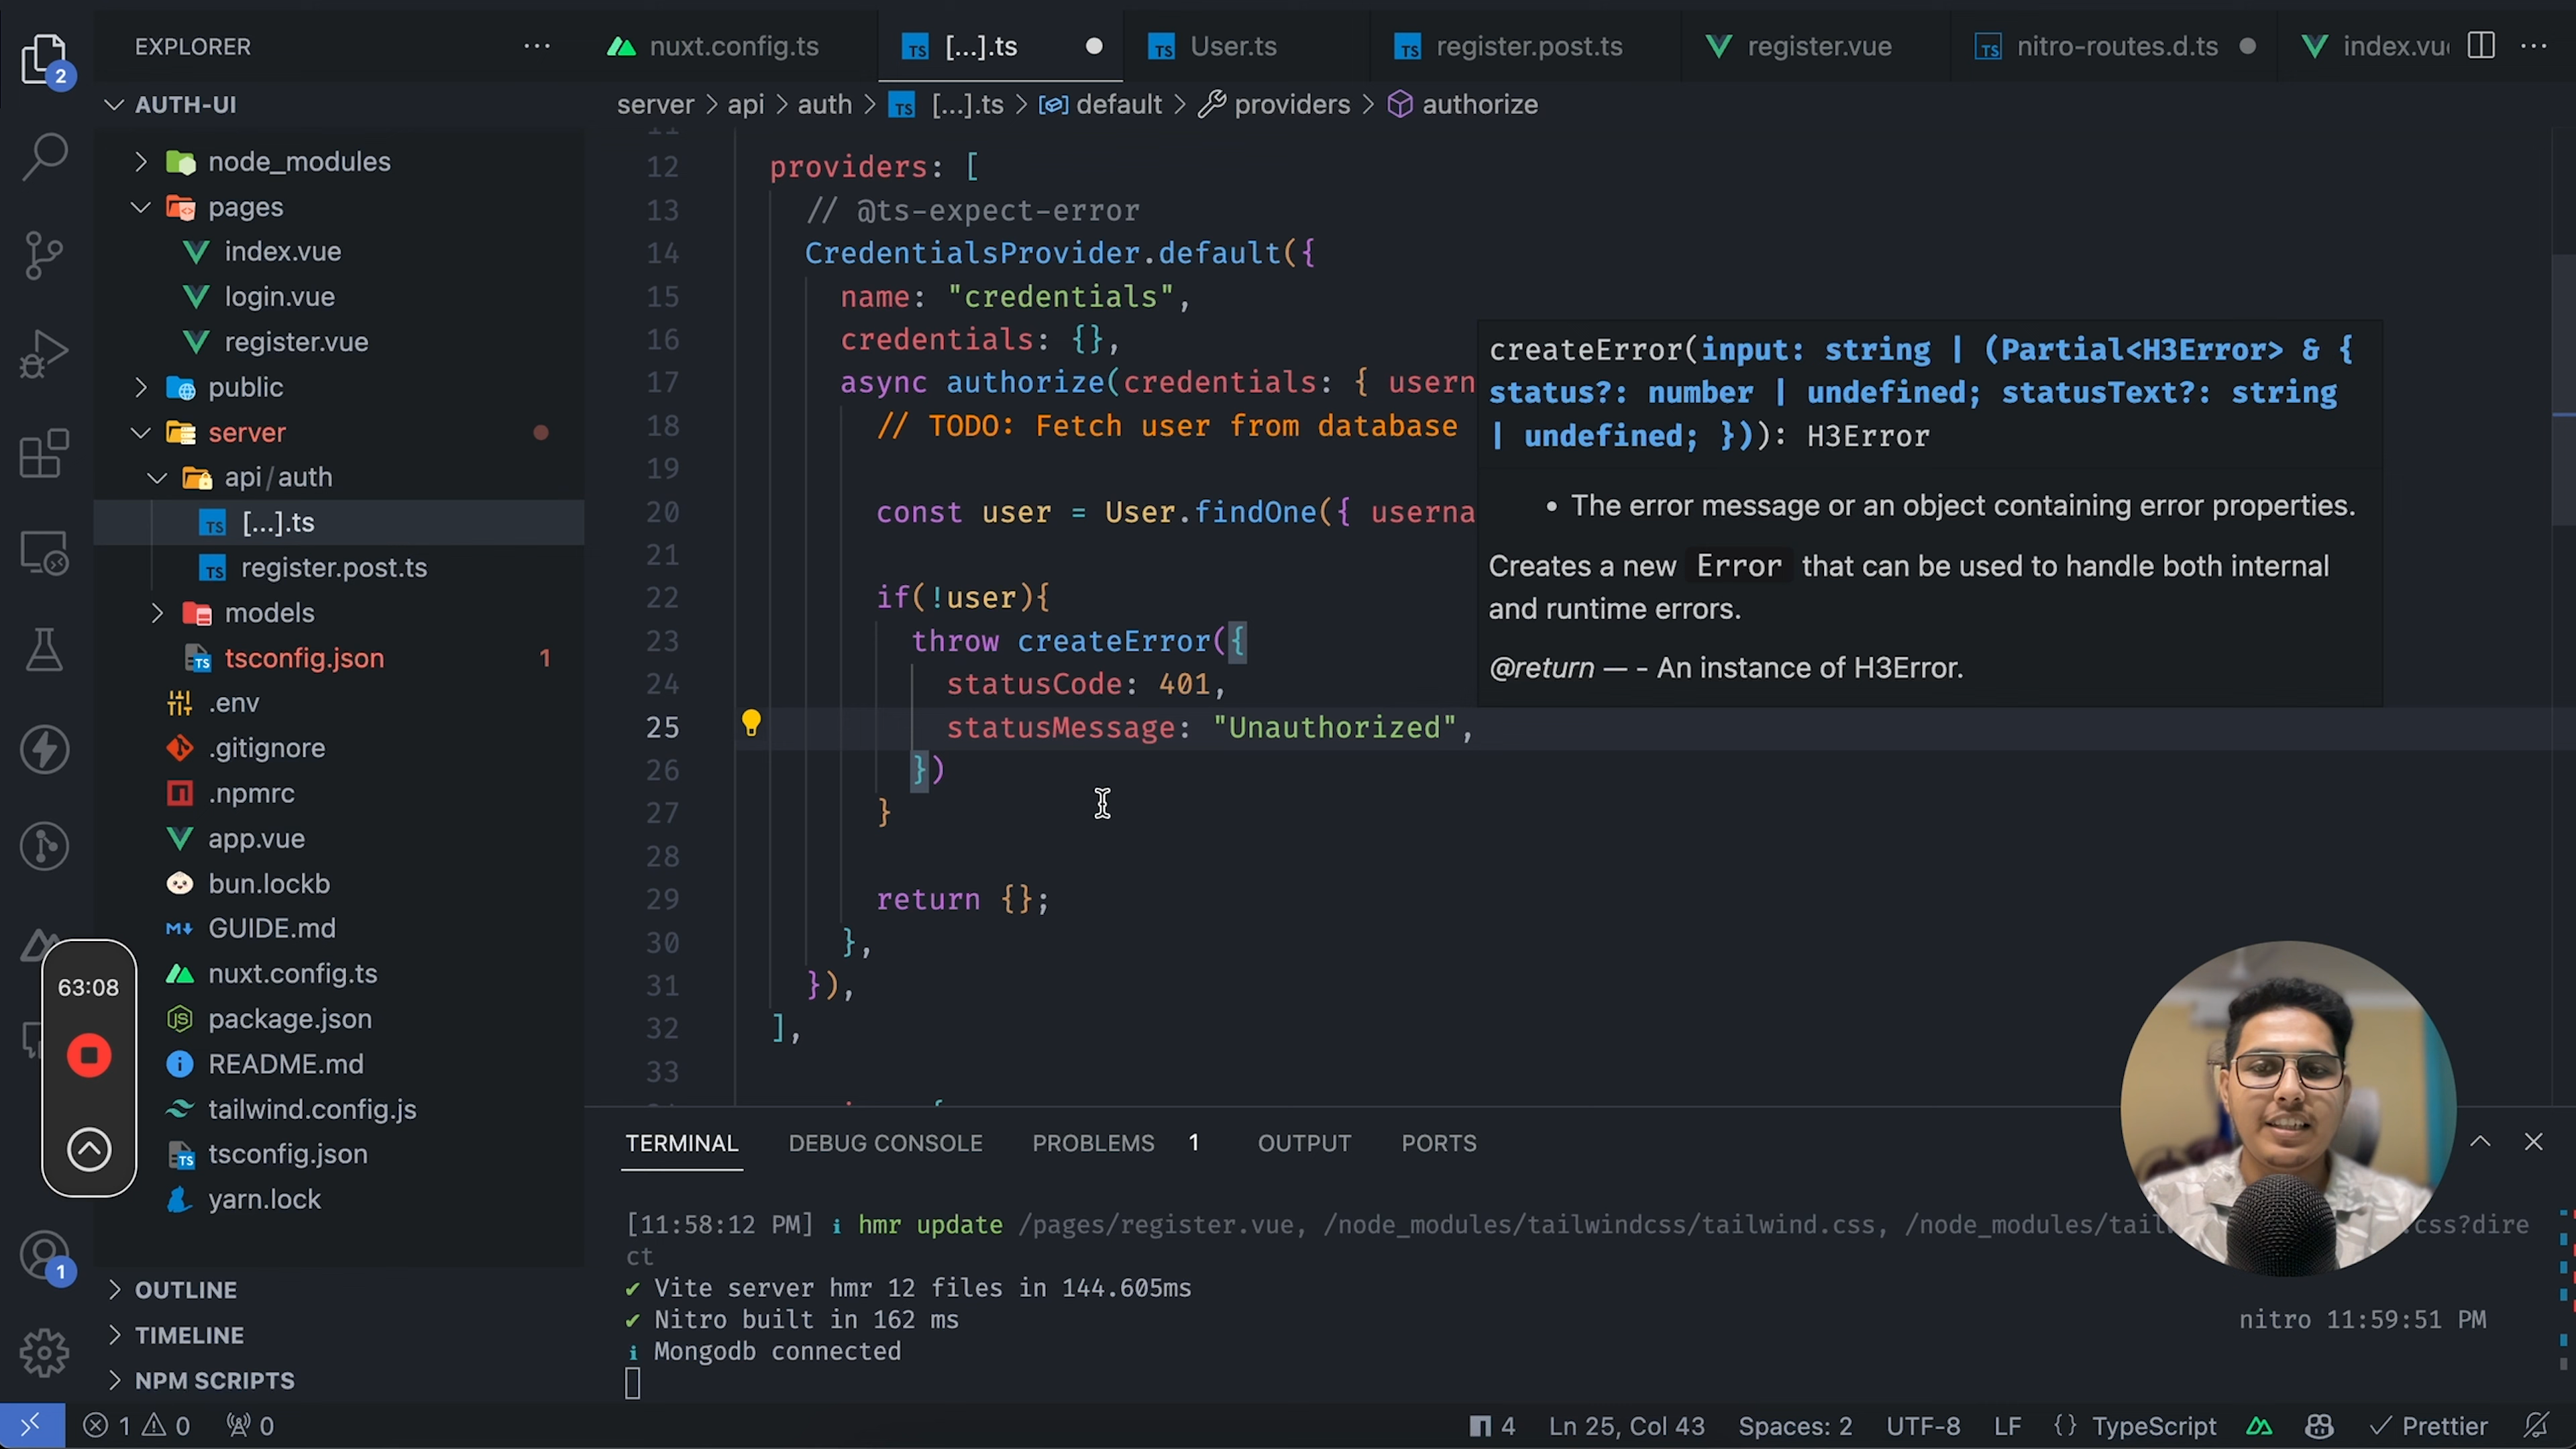 EXPLORER
nuxt.config.ts
[...].ts
User.ts
register.post.ts
register.vue
nitro-routes.d.ts
index.vu
2
AUTH-UI
server > api > auth > TS [...].ts > default > providers > authorize
node_modules
pages
index.vue
login.vue
register.vue
public
server
api/auth
TS [...].ts
TS register.post.ts
models
tsconfig.json 1
.env
.gitignore
.npmrc
app.vue
bun.lockb
GUIDE.md
nuxt.config.ts
package.json
README.md
tailwind.config.js
tsconfig.json
yarn.lock
OUTLINE
TIMELINE
NPM SCRIPTS
63:08
1
11
12 providers: [
13 // @ts-expect-error
14 CredentialsProvider.default({
15 name: "credentials",
16 credentials: {},
17 async authorize(credentials: { usern
18 // TODO: Fetch user from database
19
20 const user = User.findOne({ userna
21
22 if(!user){
23 throw createError({
24 statusCode: 401,
25 statusMessage: "Unauthorized",
26 })
27 }
28
29 return {};
30 },
31 }),
32 ],
33
createError(input: string | (Partial<H3Error> & {
status?: number | undefined; statusText?: string
| undefined; })): H3Error
• The error message or an object containing error properties.
Creates a new Error that can be used to handle both internal
and runtime errors.
@return — - An instance of H3Error.
TERMINAL DEBUG CONSOLE PROBLEMS 1 OUTPUT PORTS
[11:58:12 PM] i hmr update /pages/register.vue, /node_modules/tailwindcss/tailwind.css, /node_modules/tail css?dire
ct
✔ Vite server hmr 12 files in 144.605ms
✔ Nitro built in 162 ms nitro 11:59:51 PM
i Mongodb connected
1 0 0
4 Ln 25, Col 43 Spaces: 2 UTF-8 LF {} TypeScript Prettier